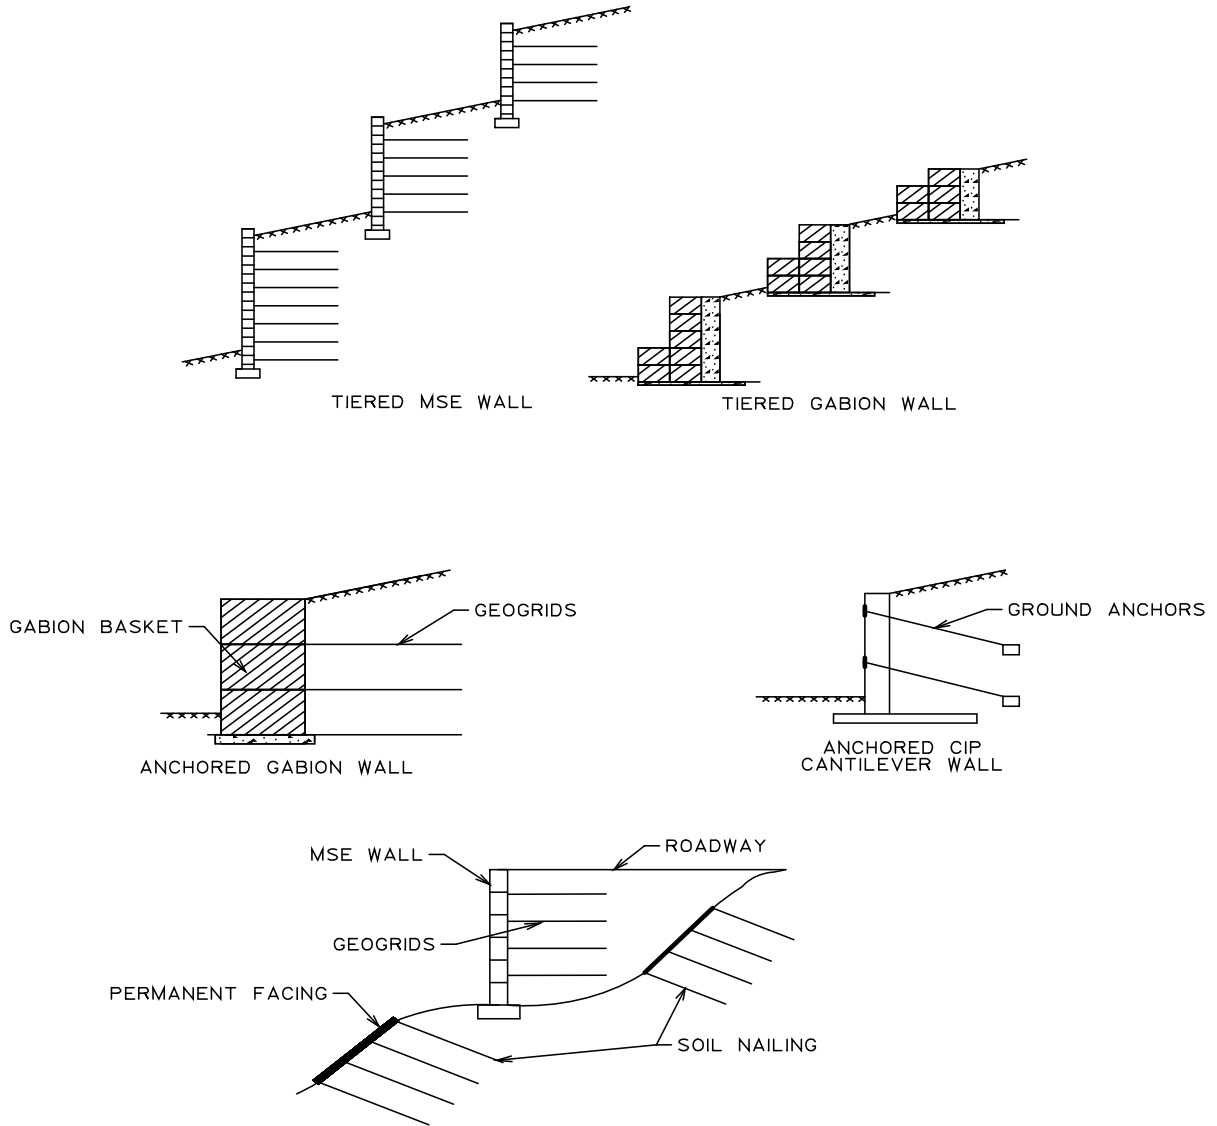 TIERED MSE WALL
TIERED GABION WALL
GEOGRIDS
GABION BASKET
GROUND ANCHORS
ANCHORED GABION WALL
ANCHORED CIP
CANTILEVER WALL
MSE WALL
ROADWAY
GEOGRIDS
PERMANENT FACING
SOIL NAILING